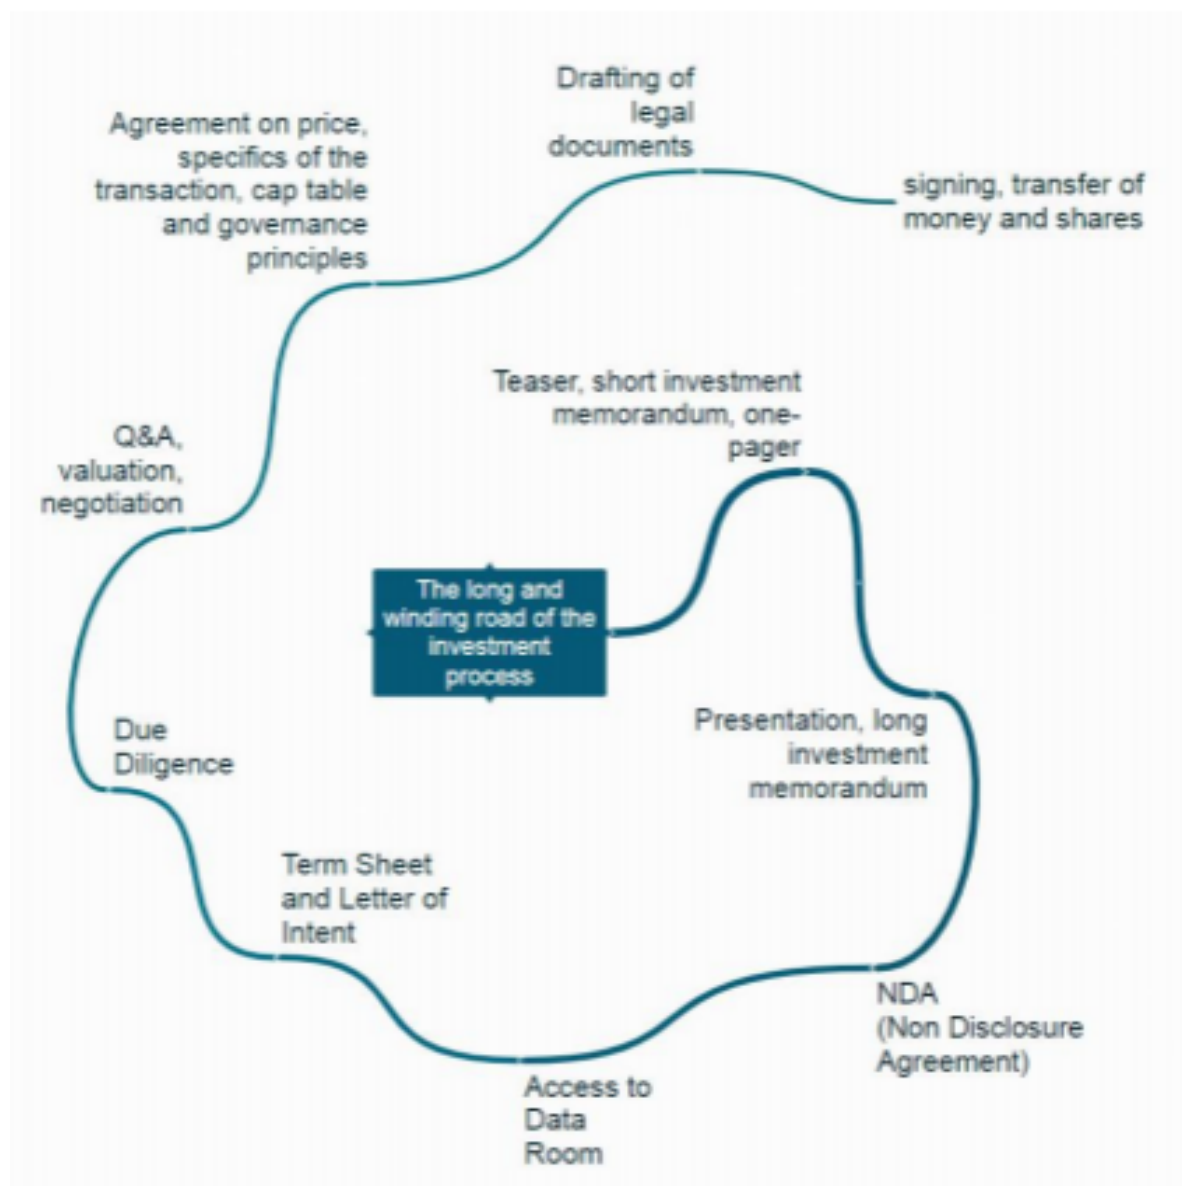 The long and
winding road of the
investment
process
Teaser, short investment
memorandum, one-
pager
Presentation, long
investment
memorandum
NDA
(Non Disclosure
Agreement)
Access to
Data
Room
Term Sheet
and Letter of
Intent
Due
Diligence
Q&A,
valuation,
negotiation
Agreement on price,
specifics of the
transaction, cap table
and governance
principles
Drafting of
legal
documents
signing, transfer of
money and shares